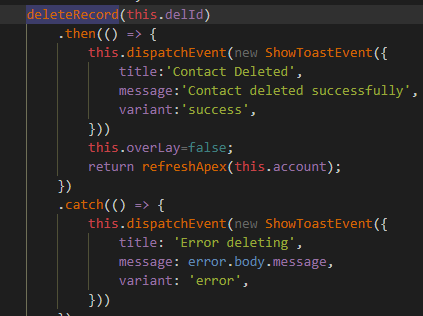 deleteRecord(this.delId)
.then(() => {
this.dispatchEvent(new ShowToastEvent({
title:'Contact Deleted',
message:'Contact deleted successfully',
variant:'success',
}))
this.overLay=false;
return refreshApex(this.account);
})
.catch(() => {
this.dispatchEvent(new ShowToastEvent({
title: 'Error deleting',
message: error.body.message,
variant: 'error',
}))